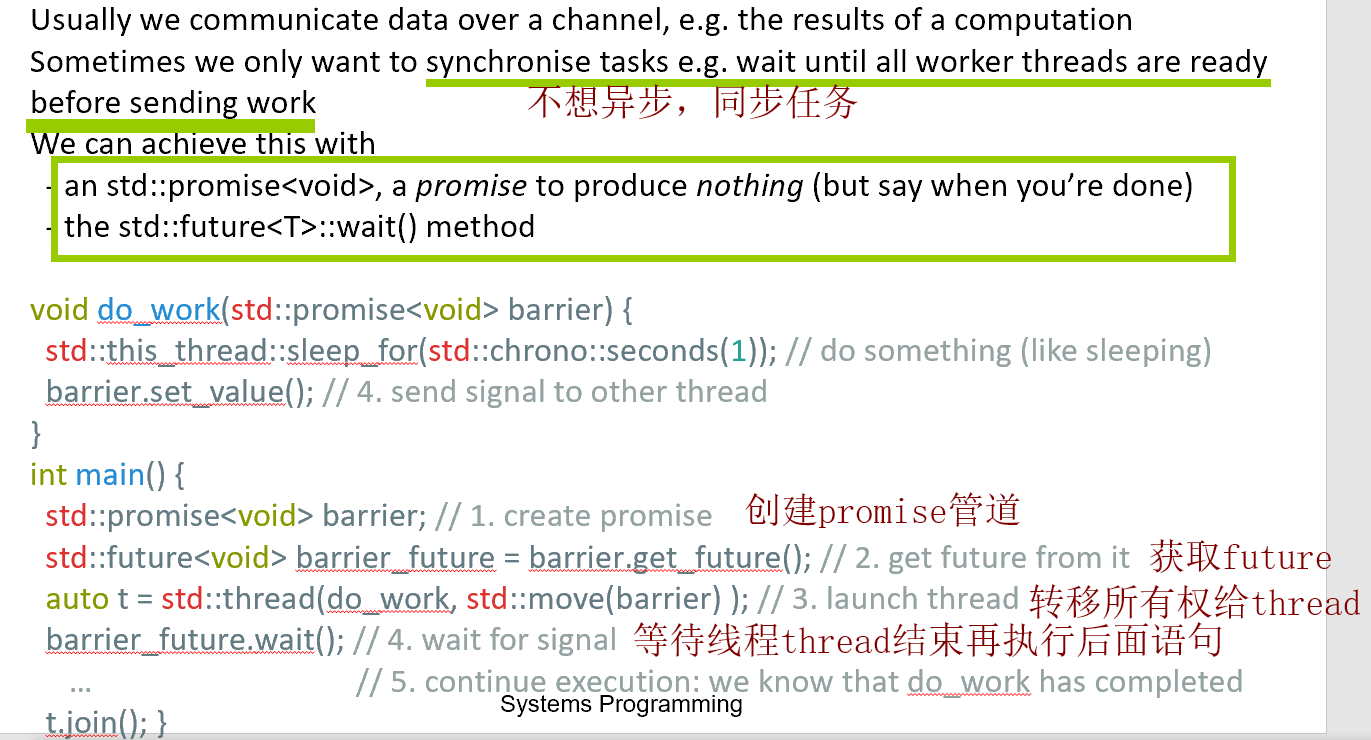 Usually we communicate data over a channel, e.g. the results of a computation
Sometimes we only want to synchronise tasks e.g. wait until all worker threads are ready
before sending work 不想异步，同步任务
We can achieve this with
- an std::promise<void>, a promise to produce nothing (but say when you’re done)
- the std::future<T>::wait() method
void do_work(std::promise<void> barrier) {
std::this_thread::sleep_for(std::chrono::seconds(1)); // do something (like sleeping)
barrier.set_value(); // 4. send signal to other thread
}
int main() {
std::promise<void> barrier; // 1. create promise 创建promise管道
std::future<void> barrier_future = barrier.get_future(); // 2. get future from it 获取future
auto t = std::thread(do_work, std::move(barrier) ); // 3. launch thread 转移所有权给thread
barrier_future.wait(); // 4. wait for signal 等待线程thread结束再执行后面语句
... // 5. continue execution: we know that do_work has completed
Systems Programming
t.join(); }